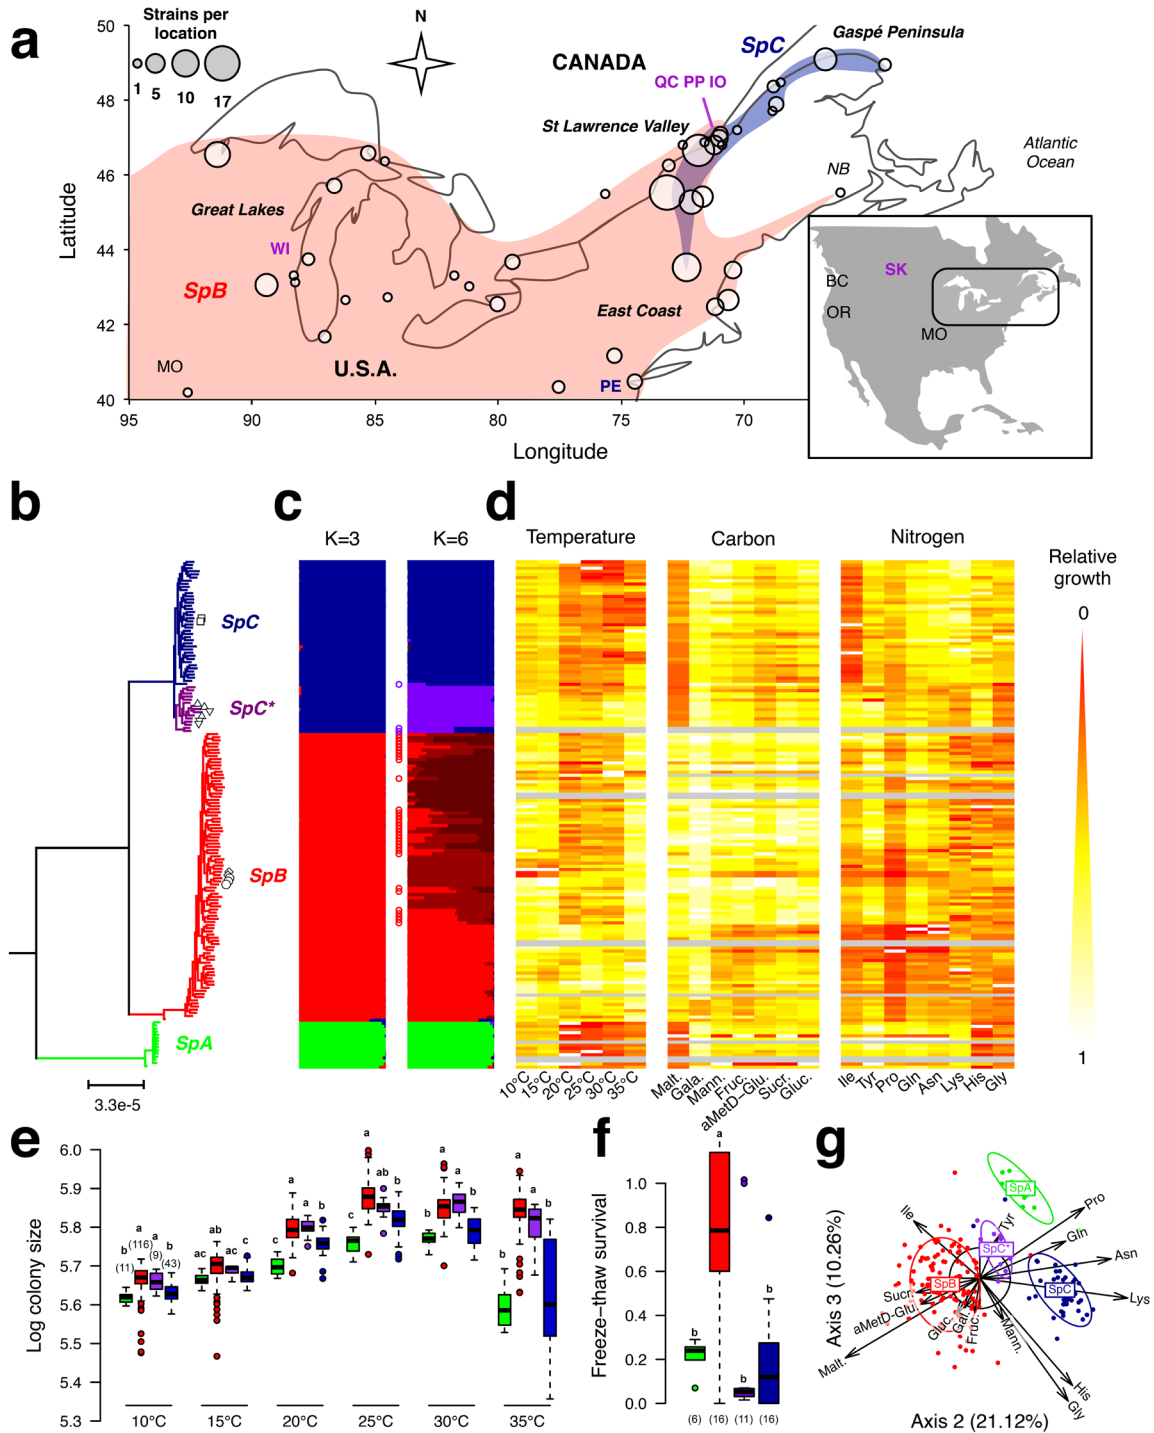 a
Strains per
location
1 5 10 17
N
CANADA
SpC
Gaspé Peninsula
QC PP IO
St Lawrence Valley
Atlantic
Ocean
NB
Great Lakes
WI
SpB
East Coast
MO
U.S.A.
PE
SK
BC
OR
MO
50
48
46
44
42
40
Latitude
95 90 85 80 75 70
Longitude
b
SpC
SpC*
SpB
SpA
3.3e-5
c
K=3 K=6
d
Temperature Carbon Nitrogen
10°C 15°C 20°C 25°C 30°C 35°C
Malt. Gala. Mann. Fruc. aMetD-Glu. Sucr. Gluc.
Ile Tyr Pro Gln Asn Lys His Gly
Relative
growth
0
1
e
Log colony size
6.0
5.9
5.8
5.7
5.6
5.5
5.4
5.3
b a a b
(11) (116) (9) (43)
ac ab ac c
c a a b
c a ab b
b a a b
b a a b
10°C 15°C 20°C 25°C 30°C 35°C
f
Freeze-thaw survival
1.0
0.8
0.6
0.4
0.2
0.0
b a b b
(6) (16) (11) (16)
g
Axis 3 (10.26%)
SpA
Pro
Ile
Tyr
Gln
SpC*
Asn
SpB
SpC
Lys
Sucr.
aMetD-Glu.
Gluc.
Gal.
Fruc.
Mann.
Malt.
His
Gly
Axis 2 (21.12%)